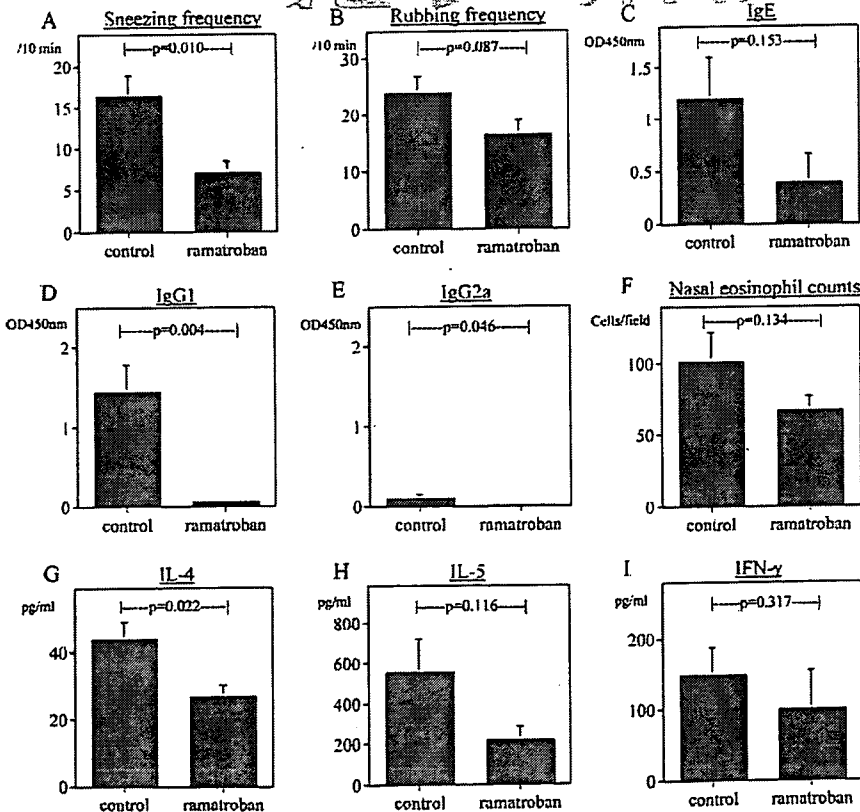 A Sneezing frequency
/10 min
p=0.010
20
15
10
5
0
control ramatroban
B Rubbing frequency
/10 min
p=0.087
30
20
10
0
control ramatroban
C IgE
OD450nm
p=0.153
1.5
1
0.5
0
control ramatroban
D IgG1
OD450nm
p=0.004
2
1
0
control ramatroban
E IgG2a
OD450nm
p=0.046
2
1
0
control ramatroban
F Nasal eosinophil counts
Cells/field
p=0.134
100
50
0
control ramatroban
G IL-4
pg/ml
p=0.022
40
20
0
control ramatroban
H IL-5
pg/ml
p=0.116
800
600
400
200
0
control ramatroban
I IFN-γ
pg/ml
p=0.317
200
100
0
control ramatroban